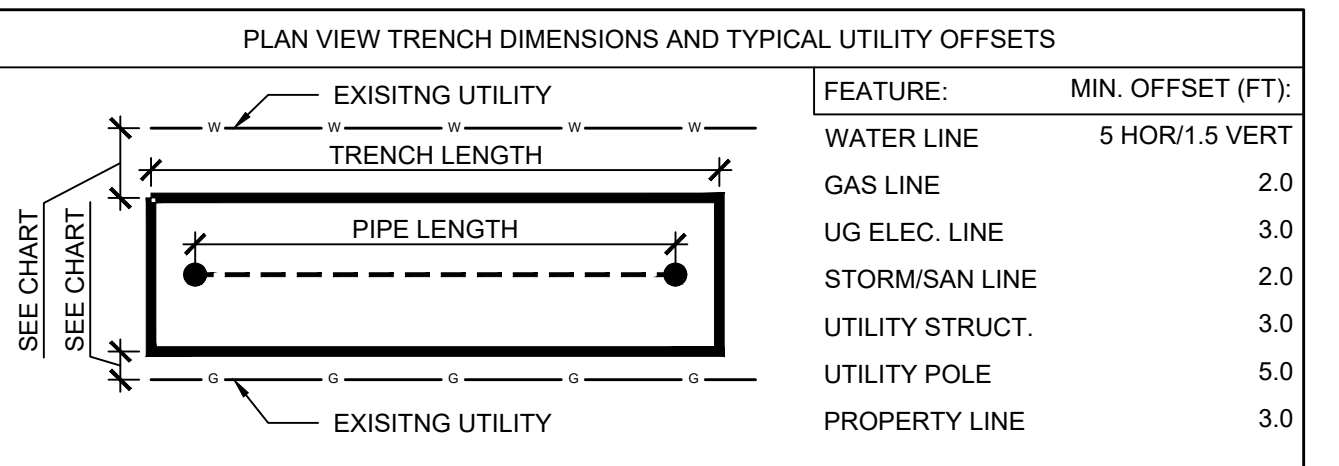 PLAN VIEW TRENCH DIMENSIONS AND TYPICAL UTILITY OFFSETS
EXISITNG UTILITY
W W W W W
TRENCH LENGTH
PIPE LENGTH
SEE CHART
SEE CHART
G G G G G
EXISITNG UTILITY
FEATURE: MIN. OFFSET (FT):
WATER LINE 5 HOR/1.5 VERT
GAS LINE 2.0
UG ELEC. LINE 3.0
STORM/SAN LINE 2.0
UTILITY STRUCT. 3.0
UTILITY POLE 5.0
PROPERTY LINE 3.0